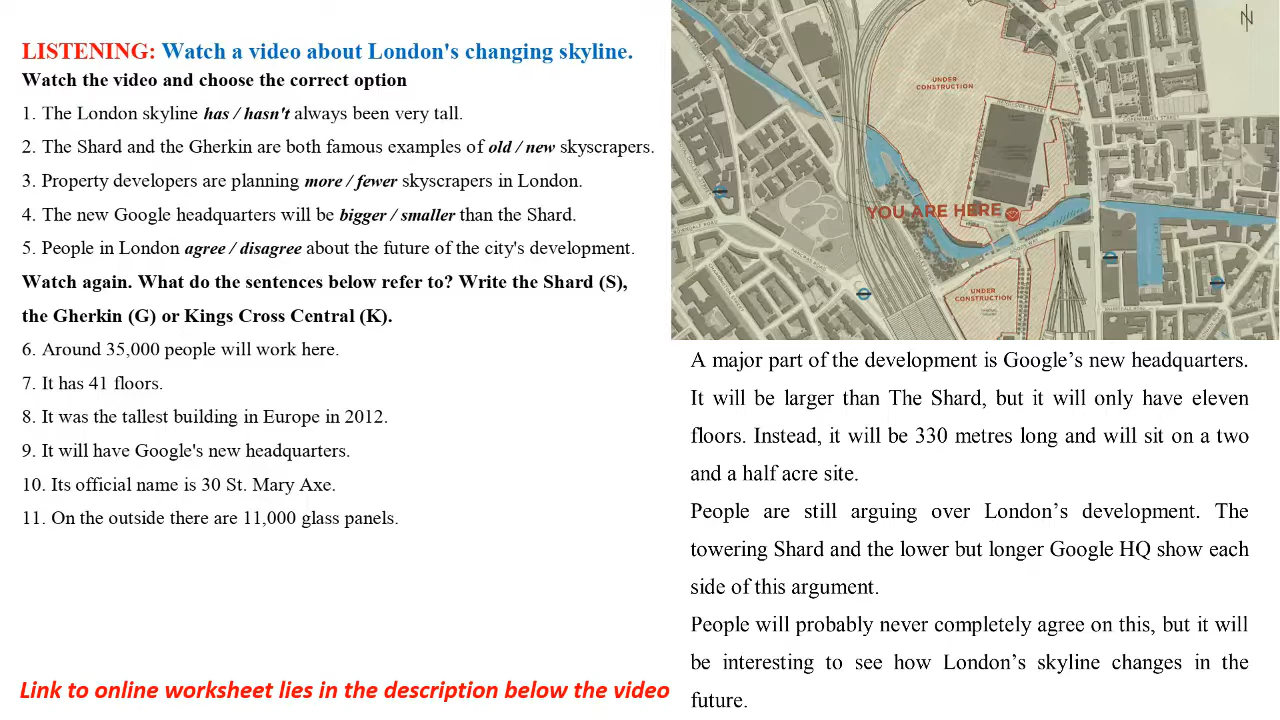 LISTENING: Watch a video about London's changing skyline.
Watch the video and choose the correct option
1. The London skyline has / hasn't always been very tall.
2. The Shard and the Gherkin are both famous examples of old / new skyscrapers.
3. Property developers are planning more / fewer skyscrapers in London.
4. The new Google headquarters will be bigger / smaller than the Shard.
5. People in London agree / disagree about the future of the city's development.
Watch again. What do the sentences below refer to? Write the Shard (S),
the Gherkin (G) or Kings Cross Central (K).
6. Around 35,000 people will work here.
7. It has 41 floors.
8. It was the tallest building in Europe in 2012.
9. It will have Google's new headquarters.
10. Its official name is 30 St. Mary Axe.
11. On the outside there are 11,000 glass panels.
Link to online worksheet lies in the description below the video
N
UNDER
CONSTRUCTION
YOU ARE HERE
UNDER
CONSTRUCTION
A major part of the development is Google’s new headquarters.
It will be larger than The Shard, but it will only have eleven
floors. Instead, it will be 330 metres long and will sit on a two
and a half acre site.
People are still arguing over London’s development. The
towering Shard and the lower but longer Google HQ show each
side of this argument.
People will probably never completely agree on this, but it will
be interesting to see how London’s skyline changes in the
future.